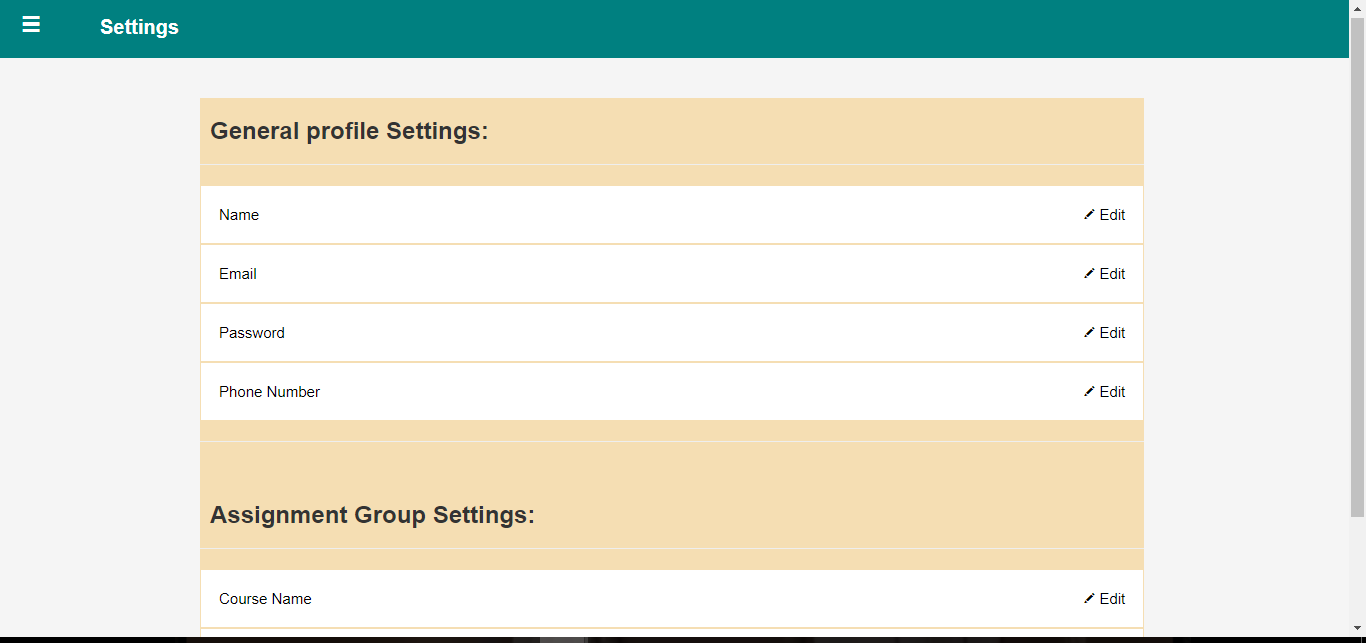 Settings
General profile Settings:
Name Edit
Email Edit
Password Edit
Phone Number Edit
Assignment Group Settings:
Course Name Edit